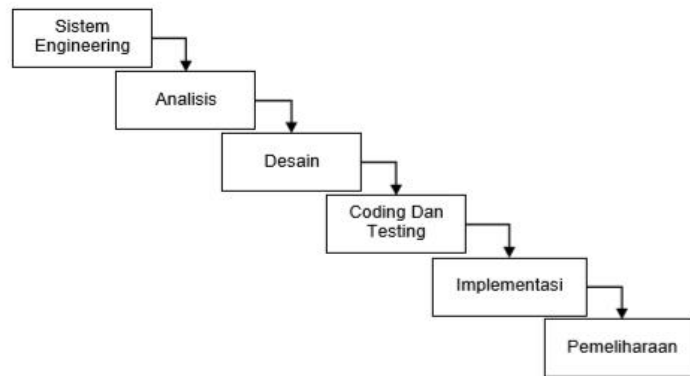 Sistem
Engineering
Analisis
Desain
Coding Dan
Testing
Implementasi
Pemeliharaan